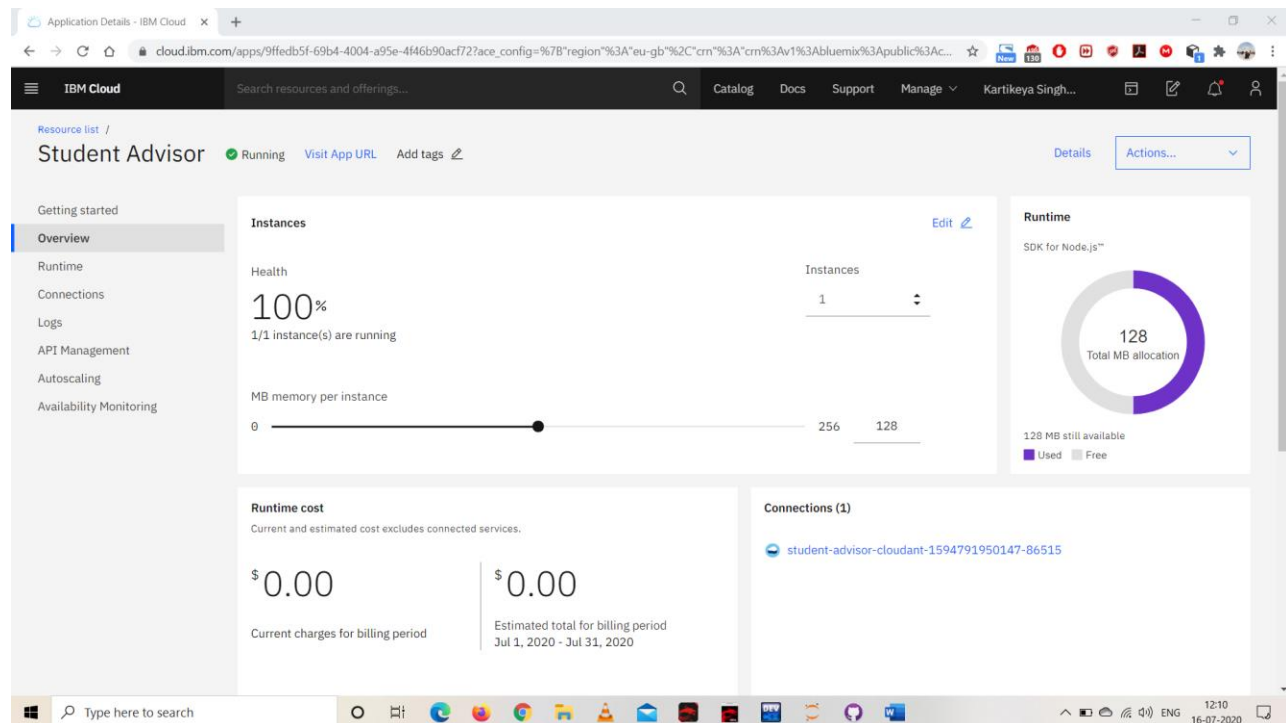 Application Details - IBM Cloud
cloud.ibm.com/apps/9ffedb5f-69b4-4004-a95e-4f46b90acf72?ace_config=%7B"region"%3A"eu-gb"%2C"crn"%3A"crn%3Av1%3Abluemix%3Apublic%3Ac...
New 130 1
IBM Cloud Search resources and offerings... Catalog Docs Support Manage Kartikeya Singh...
Resource list /
Student Advisor Running Visit App URL Add tags Details Actions...
Getting started
Overview
Runtime
Connections
Logs
API Management
Autoscaling
Availability Monitoring
Instances Edit
Health
100%
1/1 instance(s) are running
Instances
1
MB memory per instance
0 256 128
Runtime
SDK for Node.js™
128
Total MB allocation
128 MB still available
Used Free
Runtime cost
Current and estimated cost excludes connected services.
$0.00
Current charges for billing period
$0.00
Estimated total for billing period
Jul 1, 2020 - Jul 31, 2020
Connections (1)
student-advisor-cloudant-1594791950147-86515
Type here to search
DEV
ENG
12:10
16-07-2020